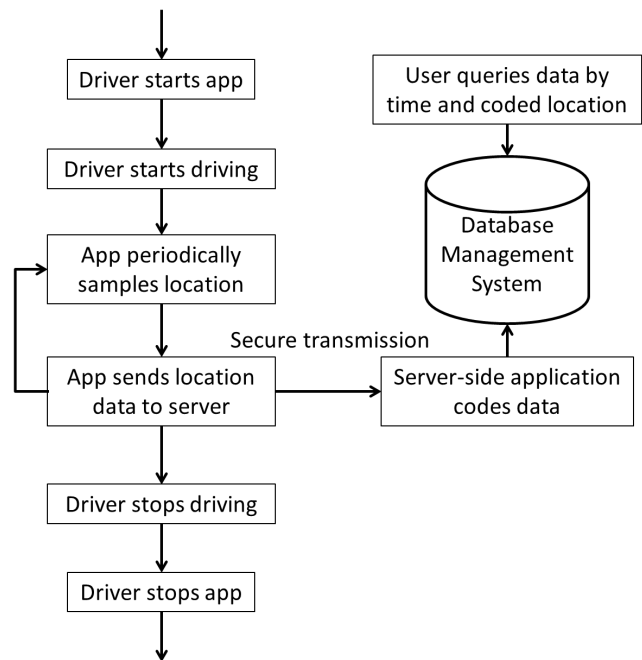 Driver starts app
Driver starts driving
App periodically
samples location
App sends location
data to server
Driver stops driving
Driver stops app
Secure transmission
Server-side application
codes data
Database
Management
System
User queries data by
time and coded location